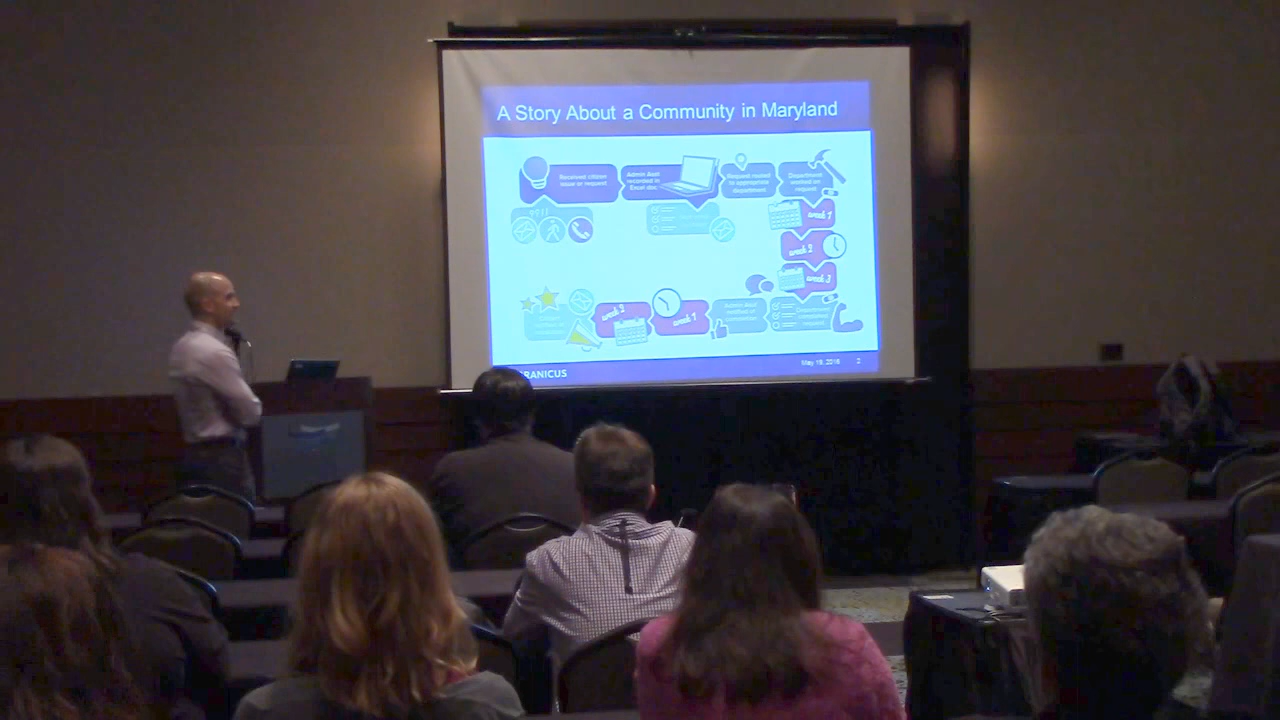 A Story About a Community in Maryland
Received citizen
issue or request
Admin Asst
recorded in
Excel doc
Request routed
to appropriate
department
Department
worked on
request
week 1
week 2
week 3
Department
completed
request
Admin Asst
notified of
completion
week 1
week 2
RANICUS
May 19, 2016
2